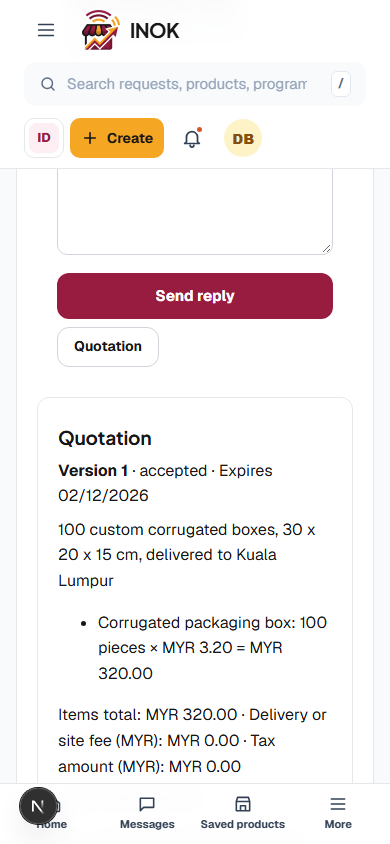 INOK
Search requests, products, program
/
ID
+ Create
DB
Send reply
Quotation
Quotation
Version 1 · accepted · Expires
02/12/2026
100 custom corrugated boxes, 30 x
20 x 15 cm, delivered to Kuala
Lumpur
• Corrugated packaging box: 100
pieces × MYR 3.20 = MYR
320.00
Items total: MYR 320.00 · Delivery or
site fee (MYR): MYR 0.00 · Tax
amount (MYR): MYR 0.00
N
Home
Messages
Saved products
More